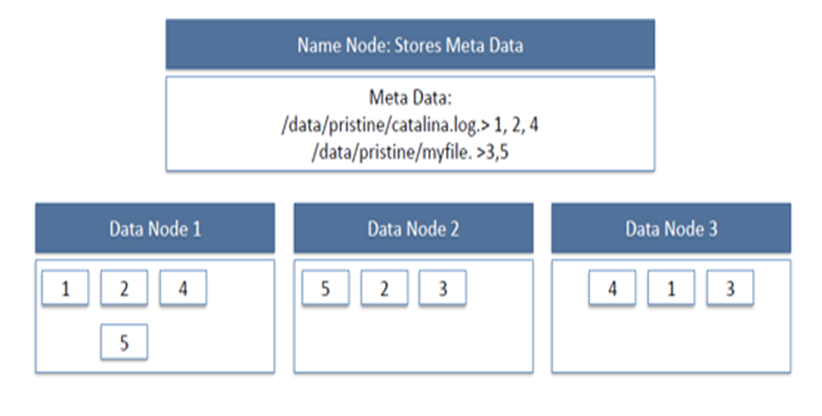 Name Node: Stores Meta Data
Meta Data:
/data/pristine/catalina.log.> 1, 2, 4
/data/pristine/myfile. >3,5
Data Node 1
Data Node 2
Data Node 3
1 2 4
5
5 2 3
4 1 3